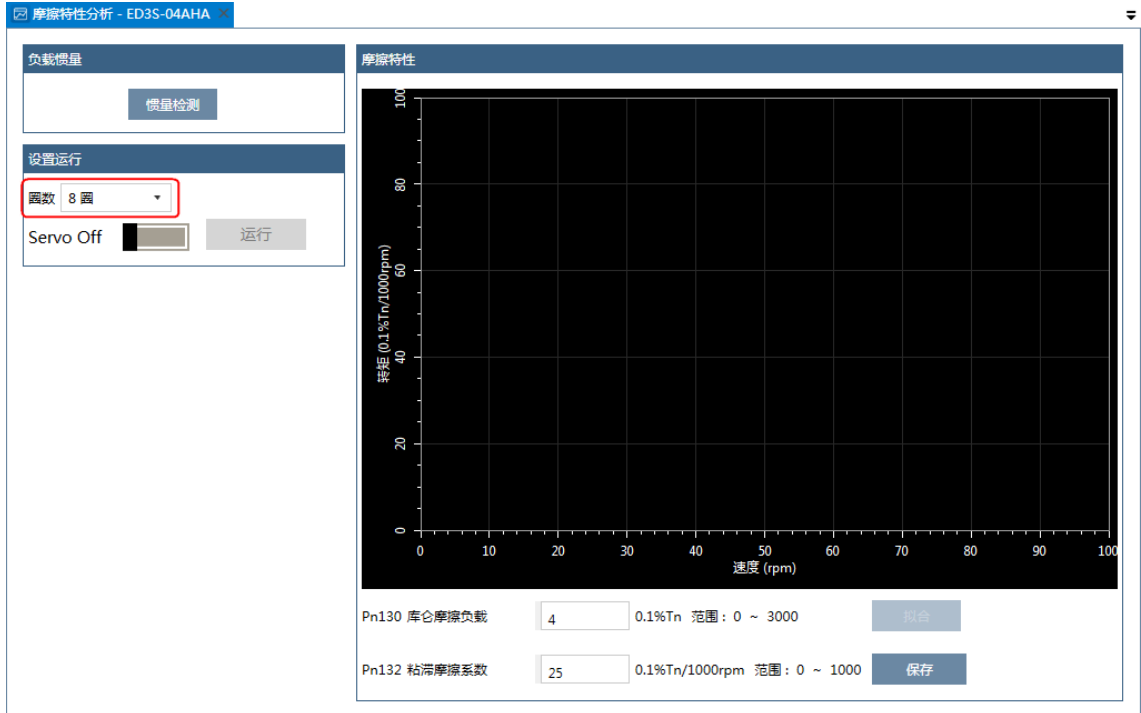 摩擦特性分析 - ED3S-04AHA
负载惯量
惯量检测
设置运行
圈数 8 圈
Servo Off 运行
摩擦特性
100
80
60
40
20
0
转矩 (0.1%Tn/1000rpm)
0 10 20 30 40 50 60 70 80 90 100
速度 (rpm)
Pn130 库仑摩擦负载 4 0.1%Tn 范围: 0 ~ 3000 拟合
Pn132 粘滞摩擦系数 25 0.1%Tn/1000rpm 范围: 0 ~ 1000 保存